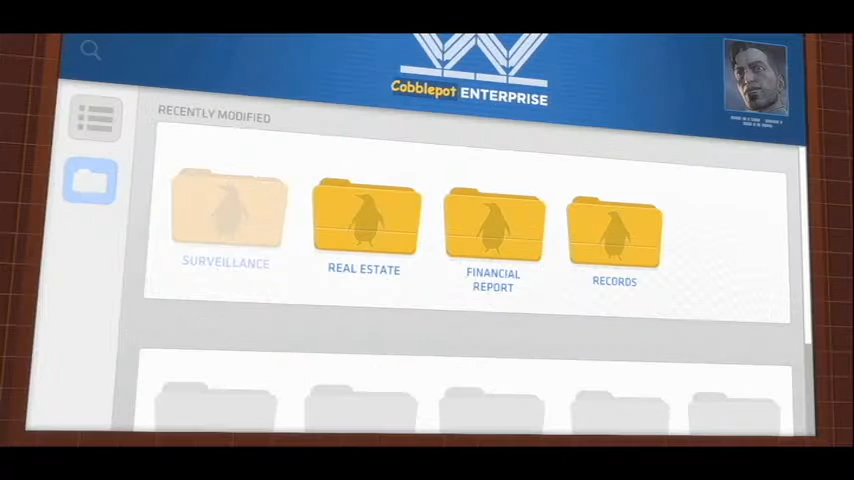 Cobblepot ENTERPRISE
RECENTLY MODIFIED
SURVEILLANCE
REAL ESTATE
FINANCIAL
REPORT
RECORDS